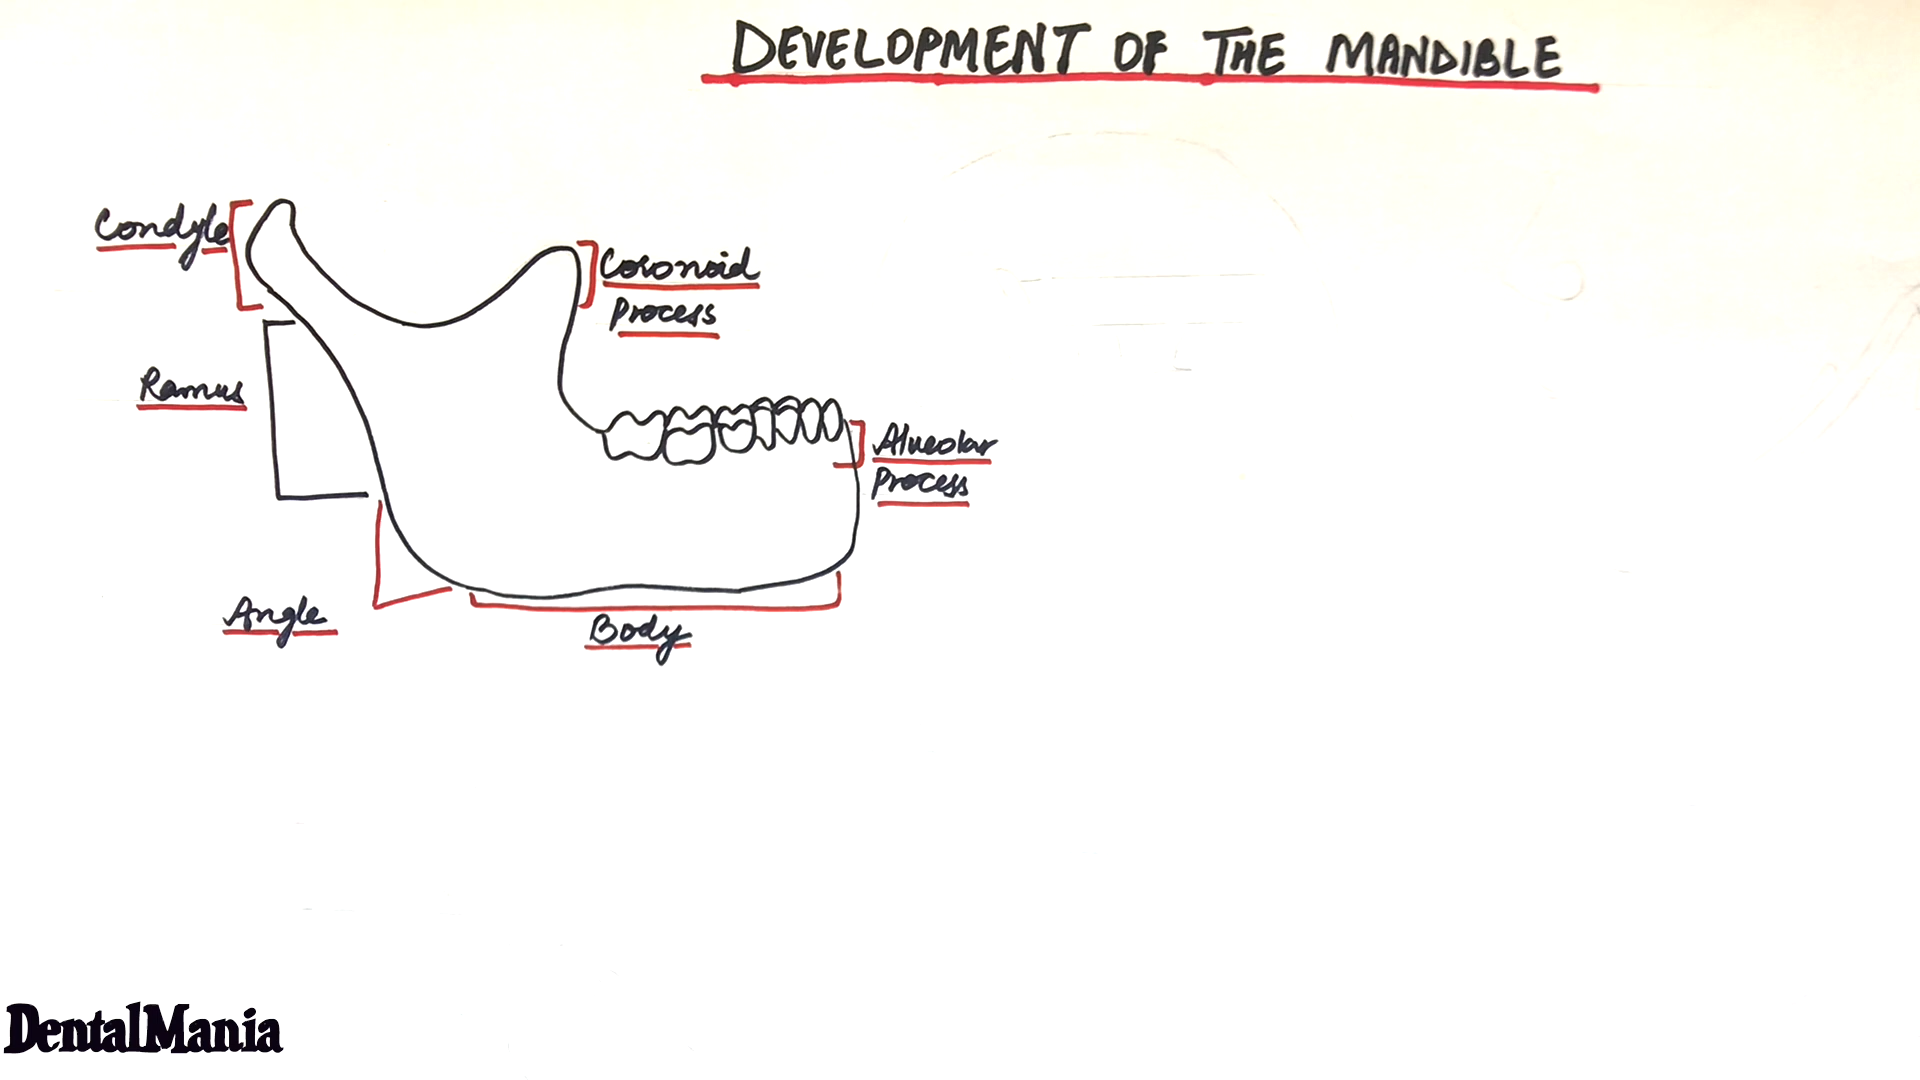 DEVELOPMENT OF THE MANDIBLE
Condyle
Coronoid
Process
Ramus
Alveolar
Process
Angle
Body
DentalMania